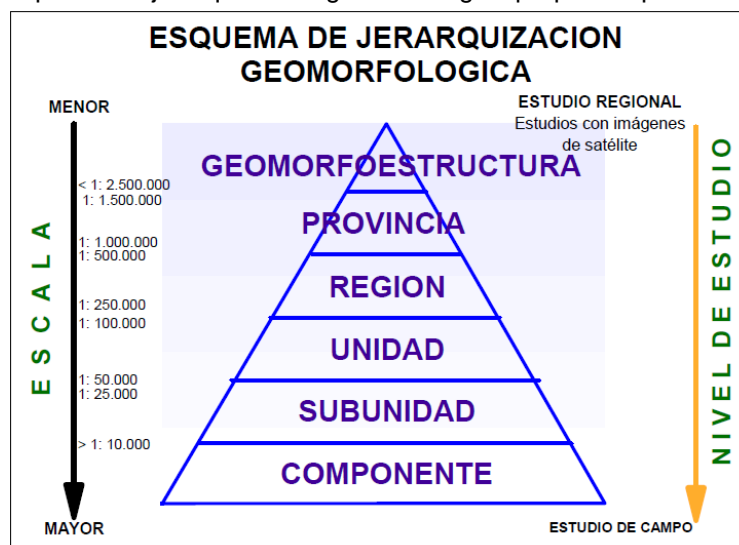 ESQUEMA DE JERARQUIZACION
GEOMORFOLOGICA
MENOR
ESTUDIO REGIONAL
Estudios con imágenes
de satélite
GEOMORFOESTRUCTURA
< 1: 2.500.000
1: 1.500.000
PROVINCIA
1: 1.000.000
1: 500.000
REGION
1: 250.000
1: 100.000
UNIDAD
1: 50.000
1: 25.000
SUBUNIDAD
> 1: 10.000
COMPONENTE
MAYOR
ESTUDIO DE CAMPO
ESCALA
NIVEL DE ESTUDIO